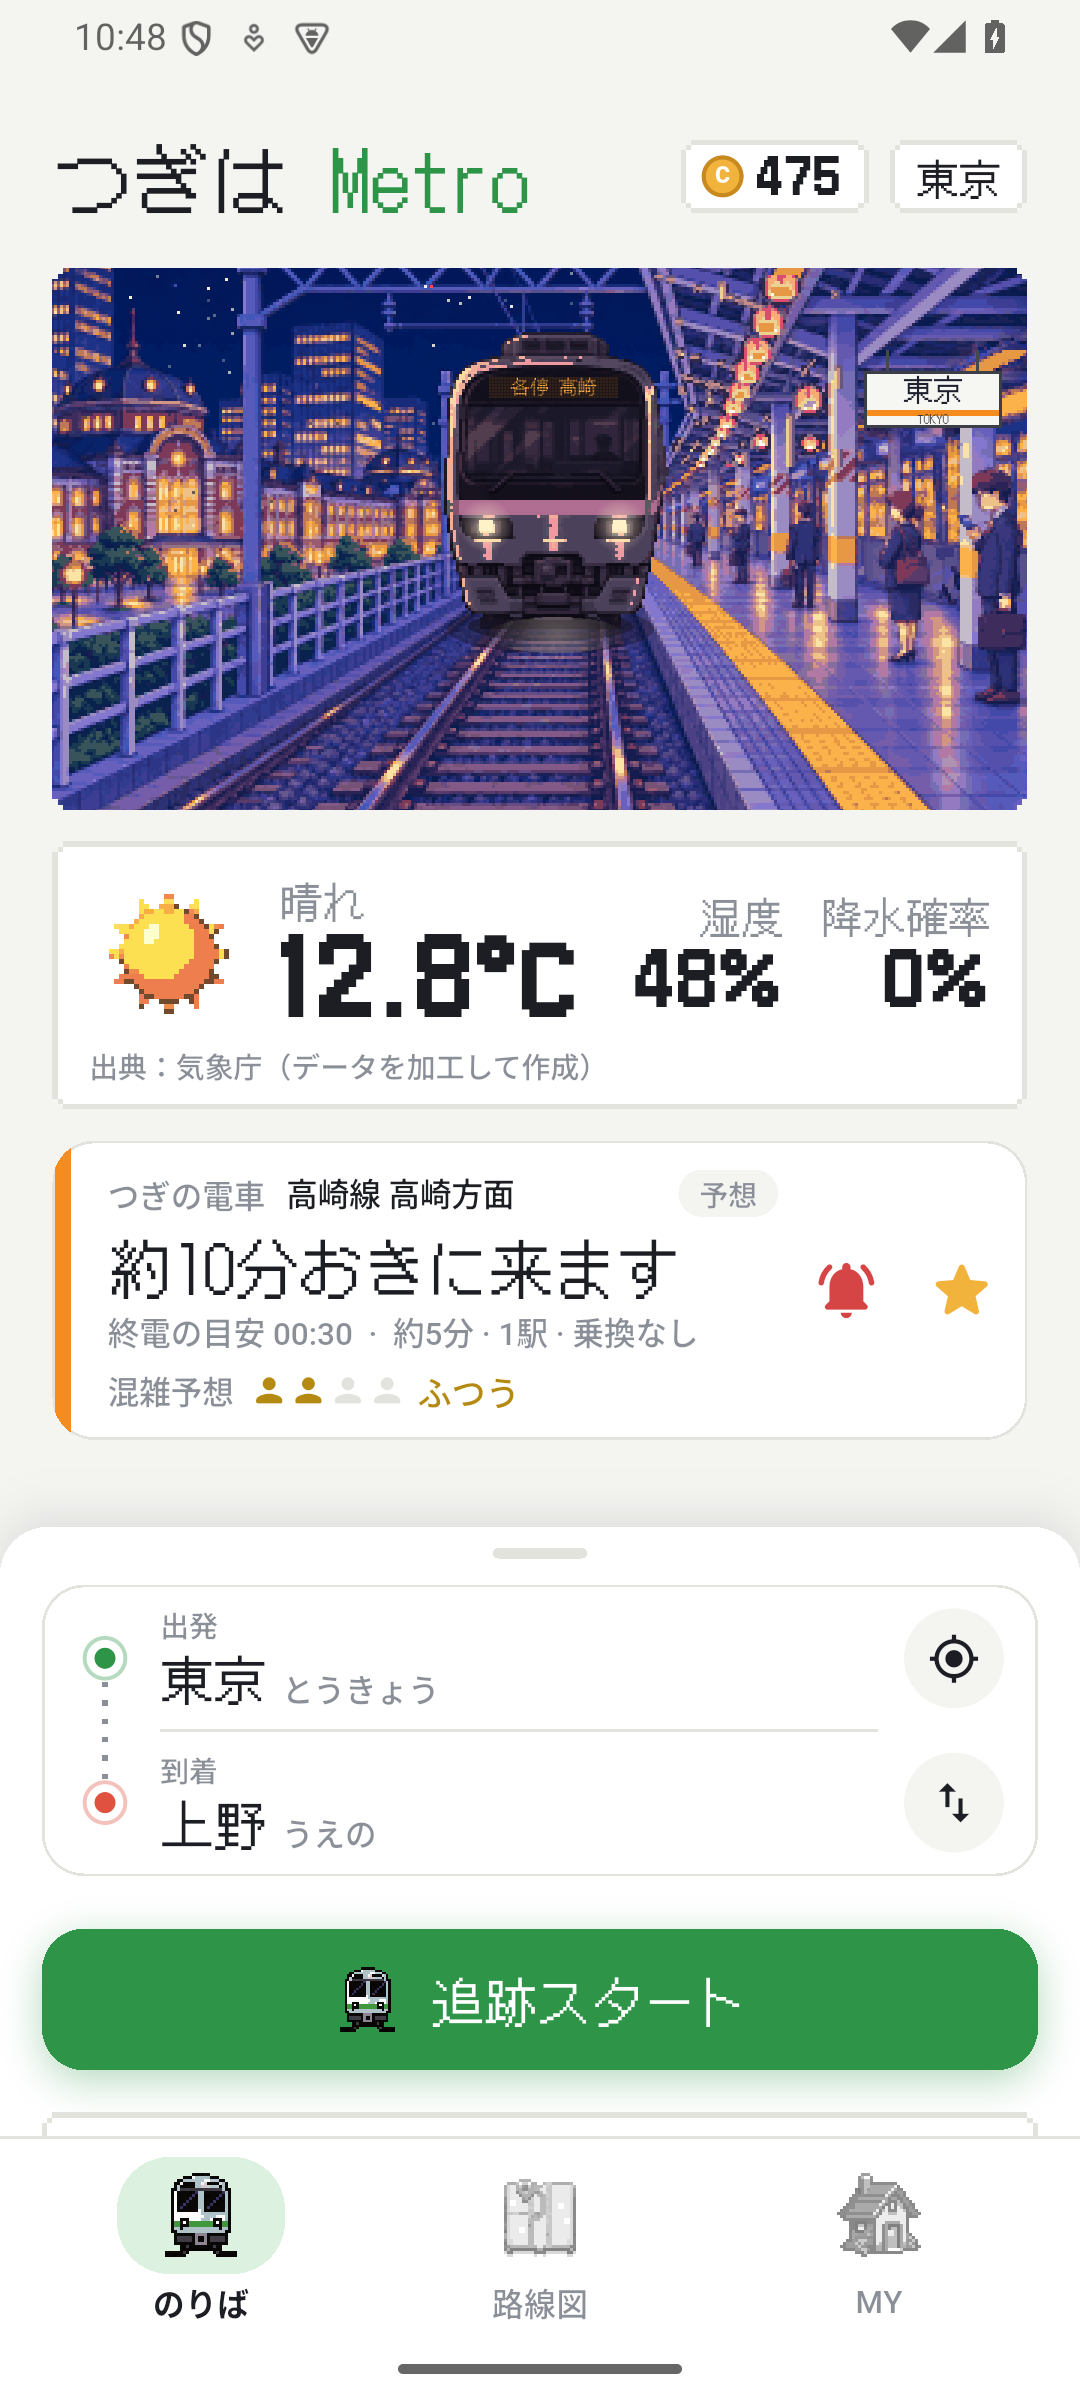 10:48
つぎは Metro
C 475
東京
各停 高崎
東京
TOKYO
晴れ
12.8°C
湿度
48%
降水確率
0%
出典：気象庁（データを加工して作成）
つぎの電車 高崎線 高崎方面
予想
約10分おきに来ます
終電の目安 00:30 · 約5分 · 1駅 · 乗換なし
混雑予想 ふつう
出発
東京 とうきょう
到着
上野 うえの
追跡スタート
のりば
路線図
MY